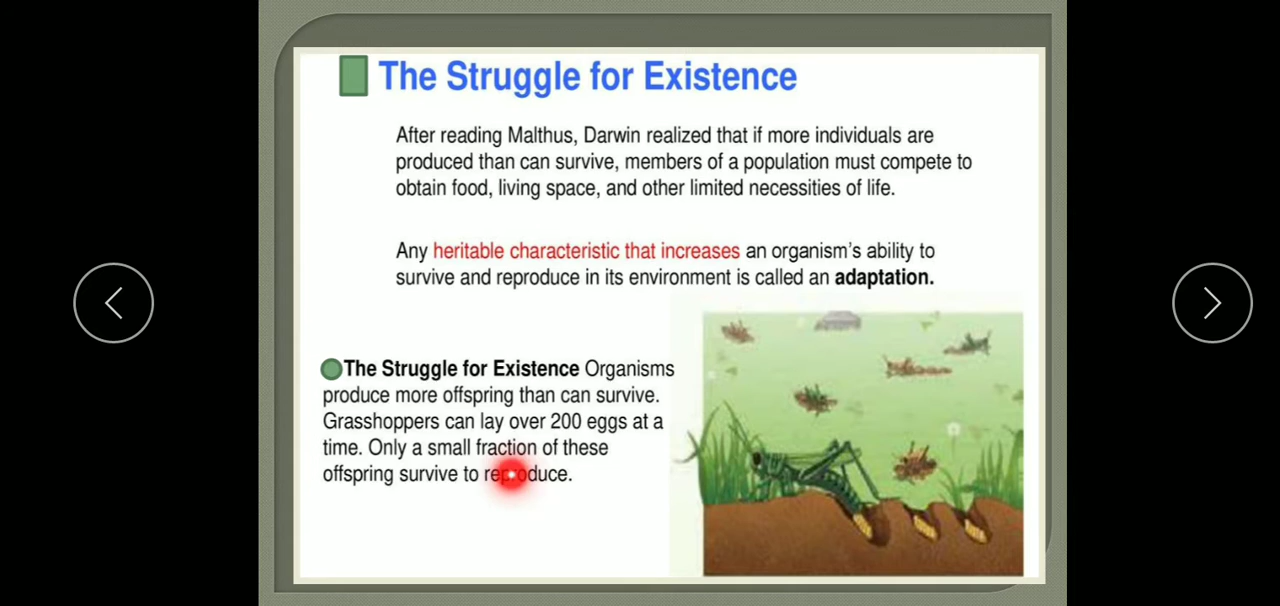 The Struggle for Existence
After reading Malthus, Darwin realized that if more individuals are
produced than can survive, members of a population must compete to
obtain food, living space, and other limited necessities of life.
Any heritable characteristic that increases an organism's ability to
survive and reproduce in its environment is called an adaptation.
The Struggle for Existence Organisms
produce more offspring than can survive.
Grasshoppers can lay over 200 eggs at a
time. Only a small fraction of these
offspring survive to reproduce.